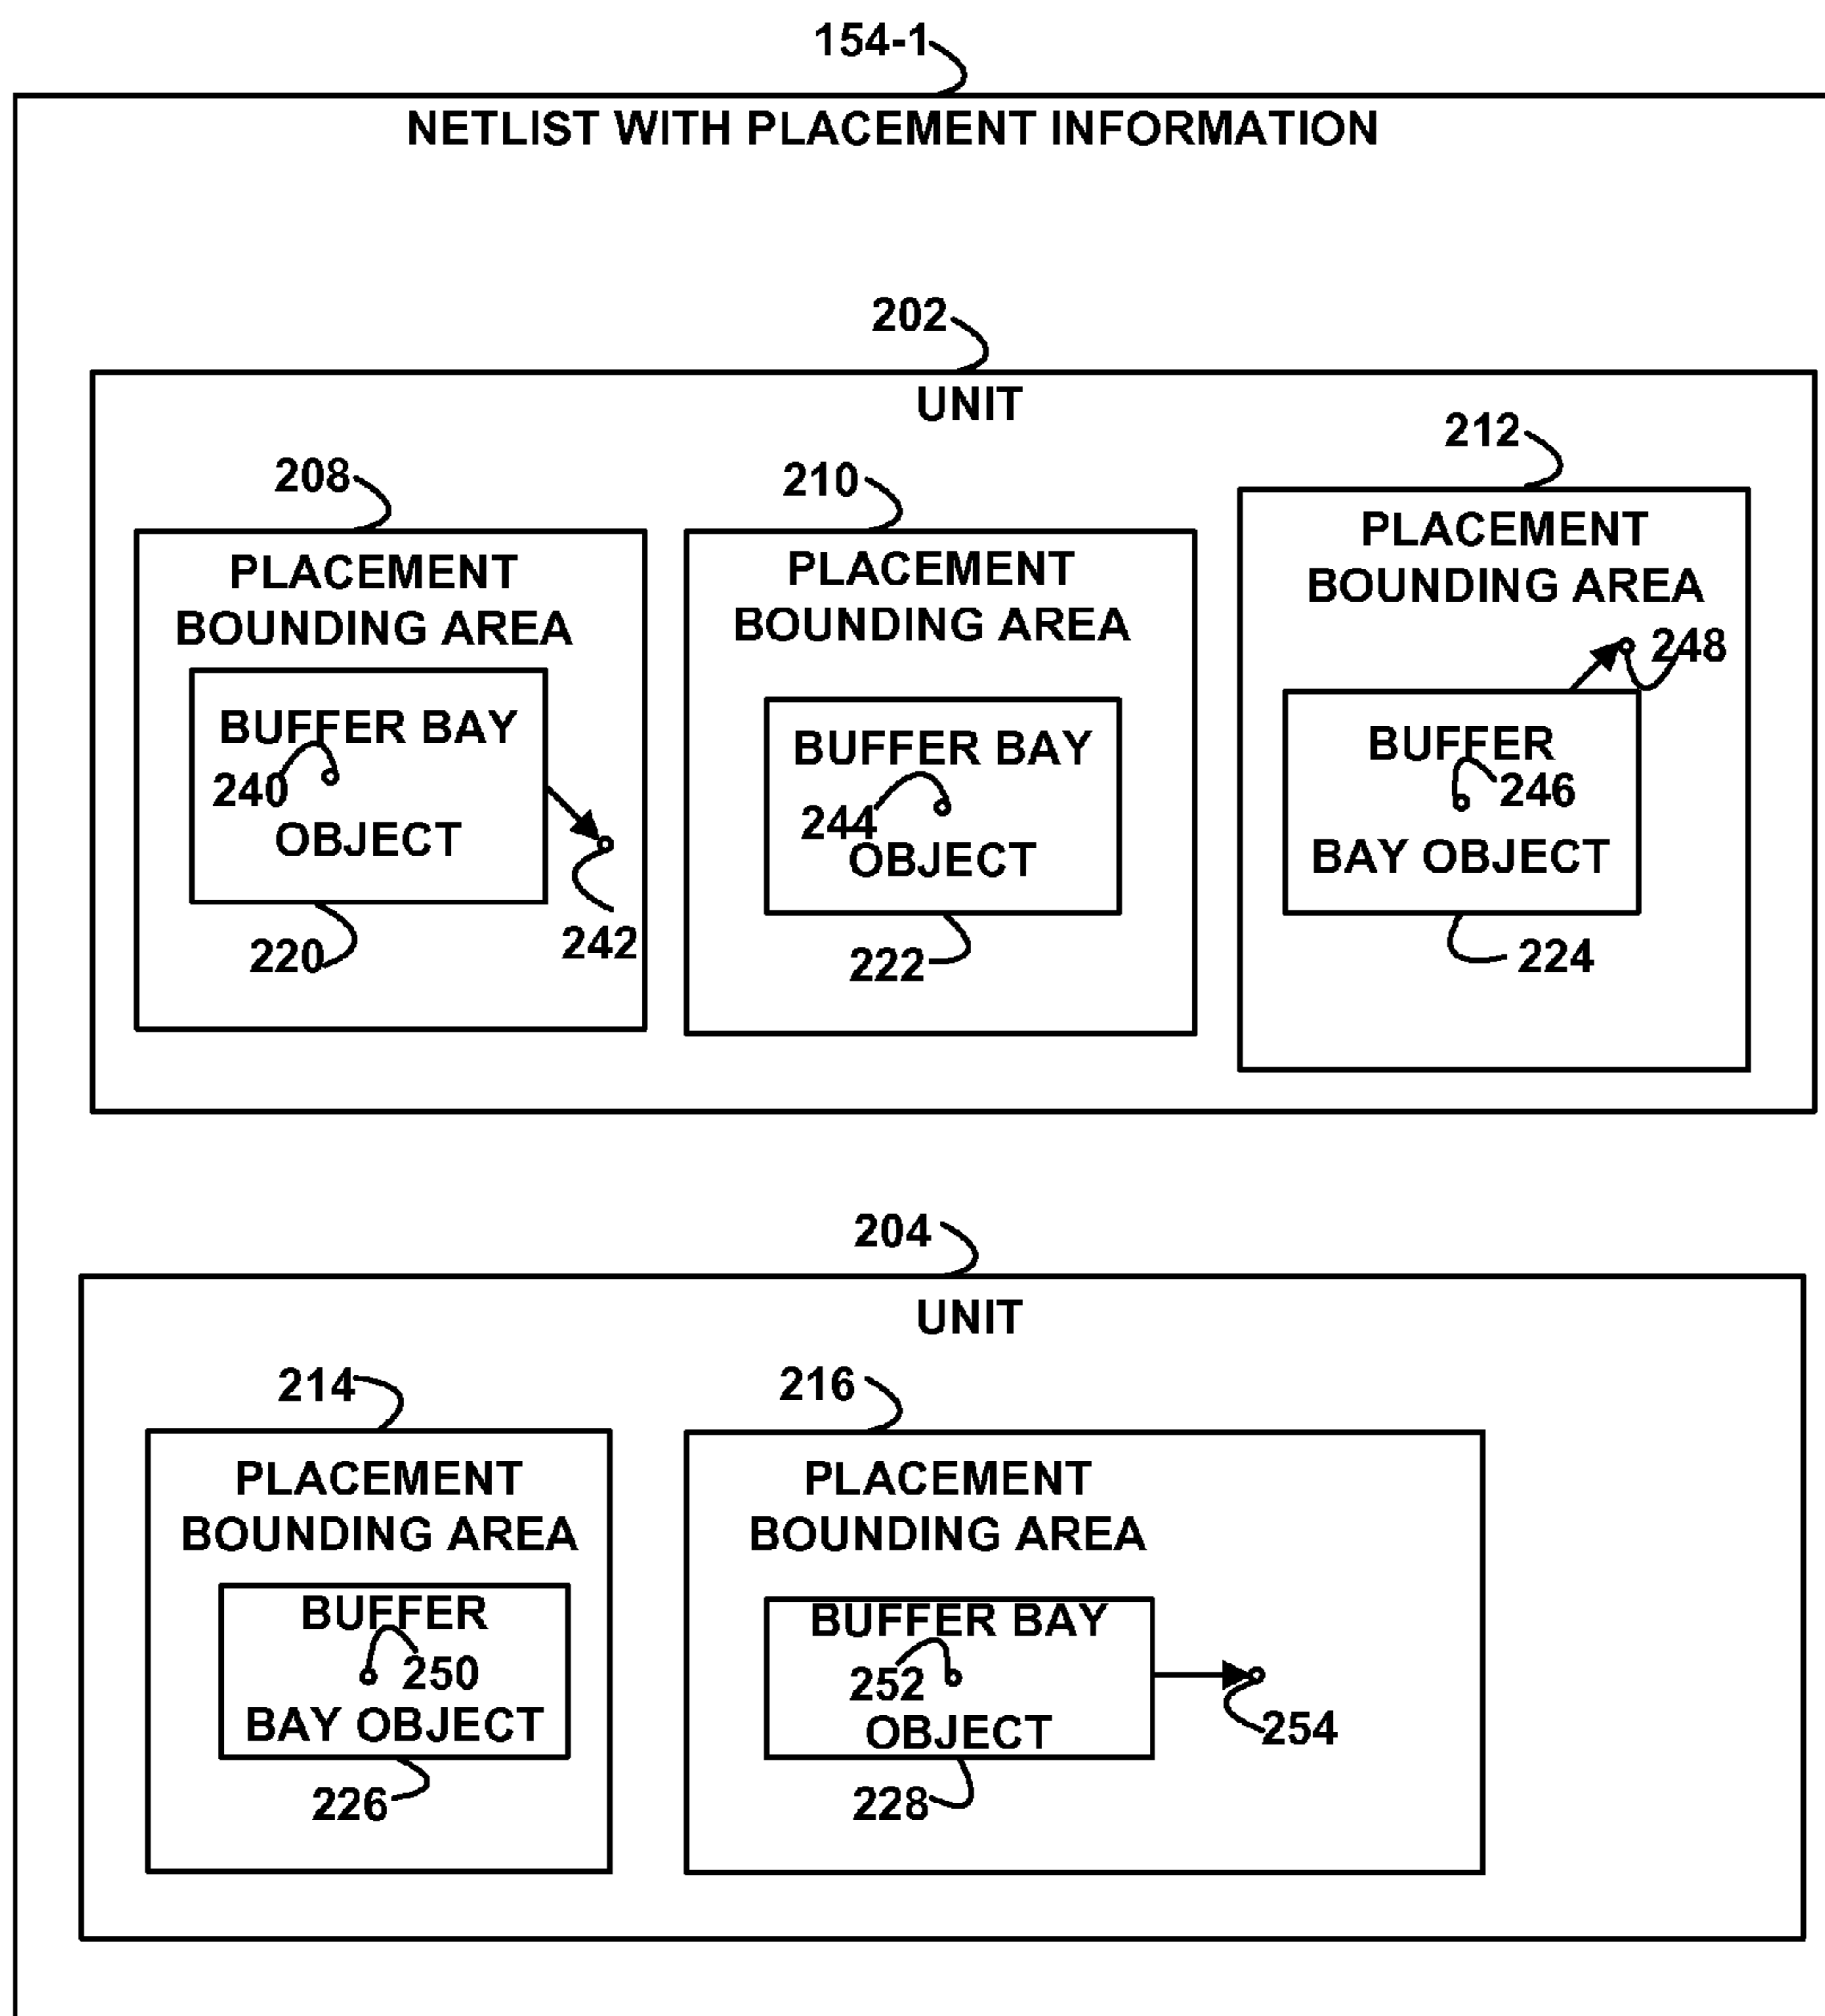 154-1
NETLIST WITH PLACEMENT INFORMATION
202
UNIT
208
PLACEMENT
BOUNDING AREA
BUFFER BAY
240
OBJECT
242
220
210
PLACEMENT
BOUNDING AREA
BUFFER BAY
244
OBJECT
222
212
PLACEMENT
BOUNDING AREA
248
BUFFER
246
BAY OBJECT
224
204
UNIT
214
PLACEMENT
BOUNDING AREA
BUFFER
250
BAY OBJECT
226
216
PLACEMENT
BOUNDING AREA
BUFFER BAY
252
OBJECT
254
228